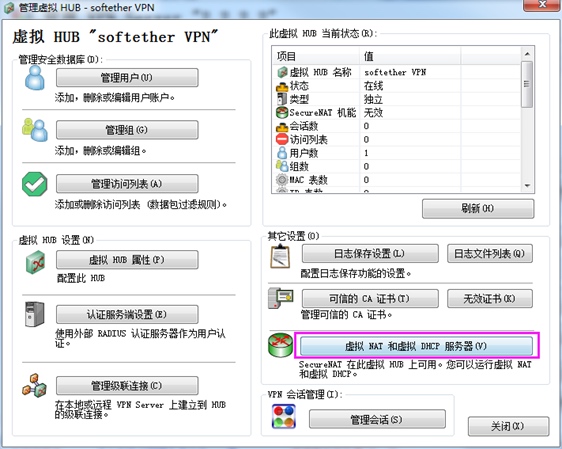 管理虚拟 HUB - softether VPN
虚拟 HUB "softether VPN"
管理安全数据库(D):
管理用户(U)
添加, 删除或编辑用户账户。
管理组(G)
添加, 删除或编辑组。
管理访问列表(A)
添加或删除访问列表 (数据包过滤规则)。
此虚拟 HUB 当前状态(R):
项目 值
虚拟 HUB 名称 softether VPN
状态 在线
类型 独立
SecureNAT 机能 无效
会话数 0
访问列表 0
用户数 1
组数 0
MAC 表数 0
刷新(H)
虚拟 HUB 设置(N)
虚拟 HUB 属性(P)
配置此 HUB
认证服务端设置(E)
使用外部 RADIUS 认证服务器作为用户认
证。
管理级联连接(C)
在本地或远程 VPN Server 上建立到 HUB
的级联连接。
其它设置(O)
日志保存设置(L) 日志文件列表(Q)
配置日志保存功能的设置。
可信的 CA 证书(T) 无效证书(K)
管理可信的 CA 证书。
虚拟 NAT 和虚拟 DHCP 服务器(V)
SecureNAT 在此虚拟 HUB 上可用。您可以运行虚拟 NAT
和虚拟 DHCP。
VPN 会话管理(I):
管理会话(S)
关闭(X)